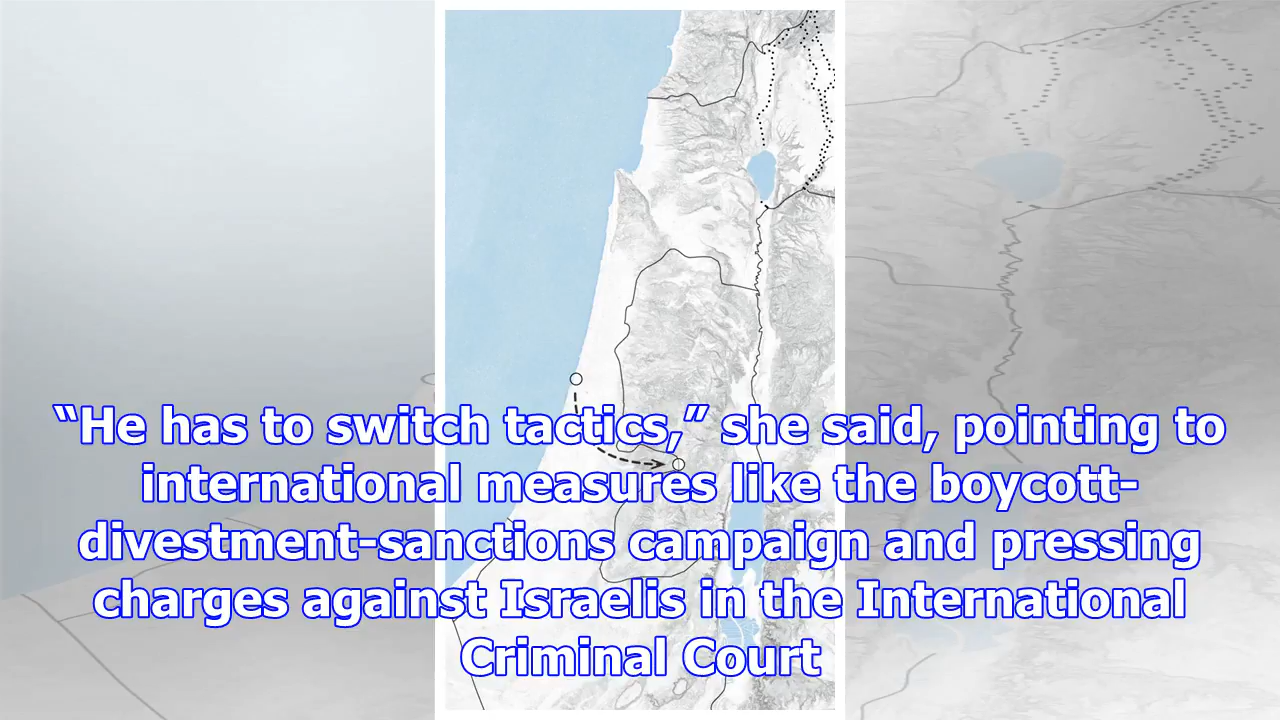 “He has to switch tactics,” she said, pointing to
international measures like the boycott-
divestment-sanctions campaign and pressing
charges against Israelis in the International
Criminal Court